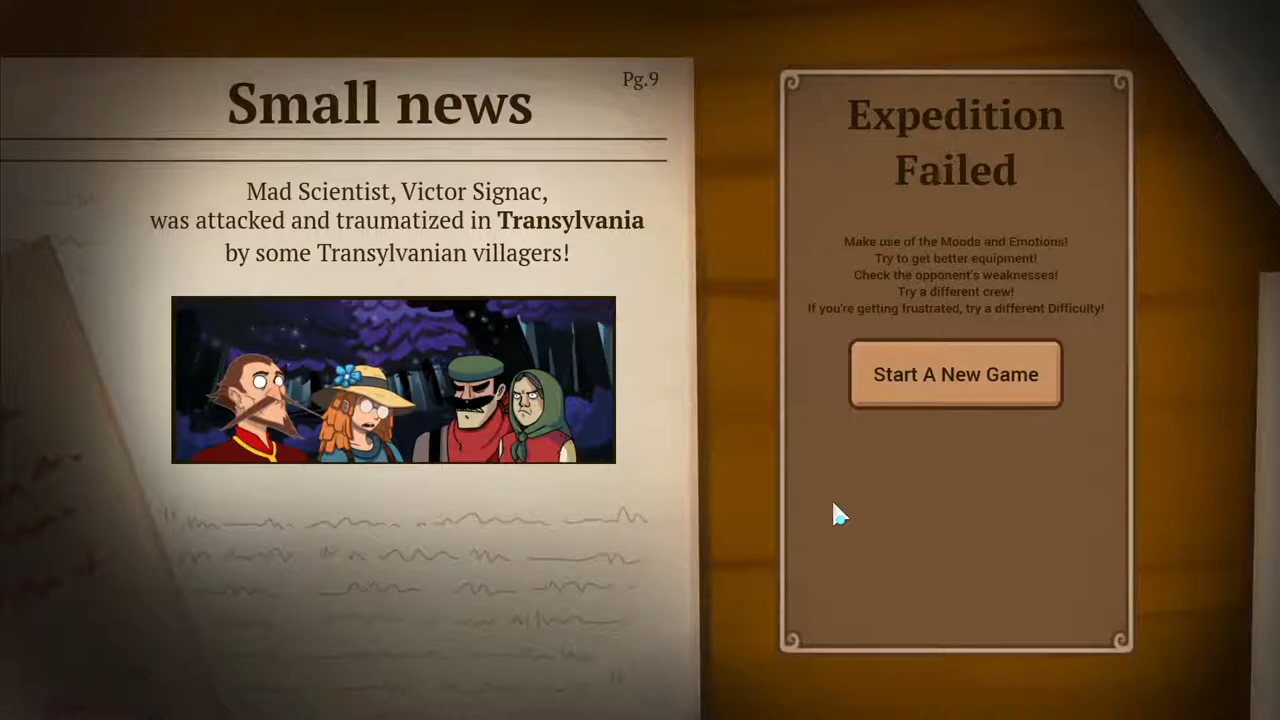 Pg.9
Small news
Mad Scientist, Victor Signac,
was attacked and traumatized in Transylvania
by some Transylvanian villagers!
Expedition
Failed
Make use of the Moods and Emotions!
Try to get better equipment!
Check the opponent's weaknesses!
Try a different crew!
If you're getting frustrated, try a different Difficulty!
Start A New Game